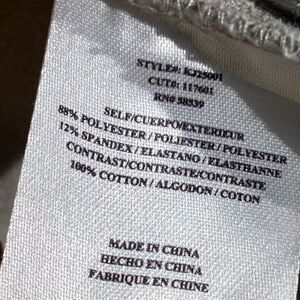 STYLE#: KJ25001
CUT#: 117601
RN# 58539
SELF/CUERPO/EXTERIEUR
88% POLYESTER / POLIESTER / POLYESTER
12% SPANDEX / ELASTANO / ELASTHANNE
CONTRAST/CONTRASTE/CONTRASTE
100% COTTON / ALGODON / COTON
MADE IN CHINA
HECHO EN CHINA
FABRIQUE EN CHINE